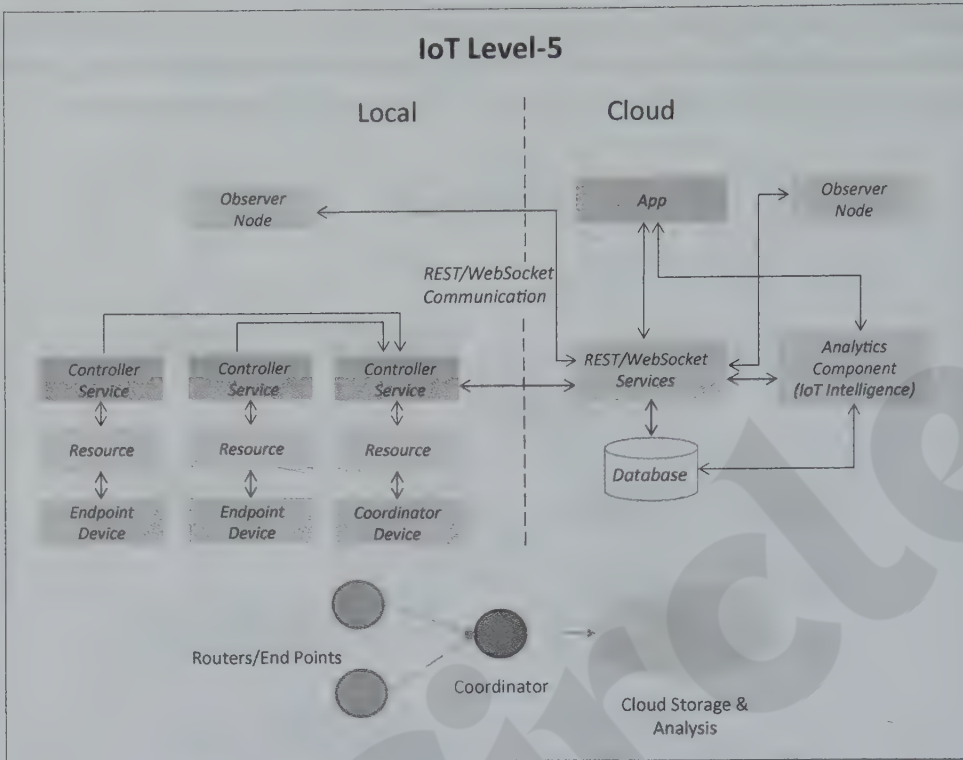 IoT Level-5
Local
Cloud
Observer
Node
App
Observer
Node
REST/WebSocket
Communication
Controller
Service
Controller
Service
Controller
Service
REST/WebSocket
Services
Analytics
Component
(IoT Intelligence)
Resource
Resource
Resource
Database
Endpoint
Device
Endpoint
Device
Coordinator
Device
Routers/End Points
Coordinator
Cloud Storage &
Analysis